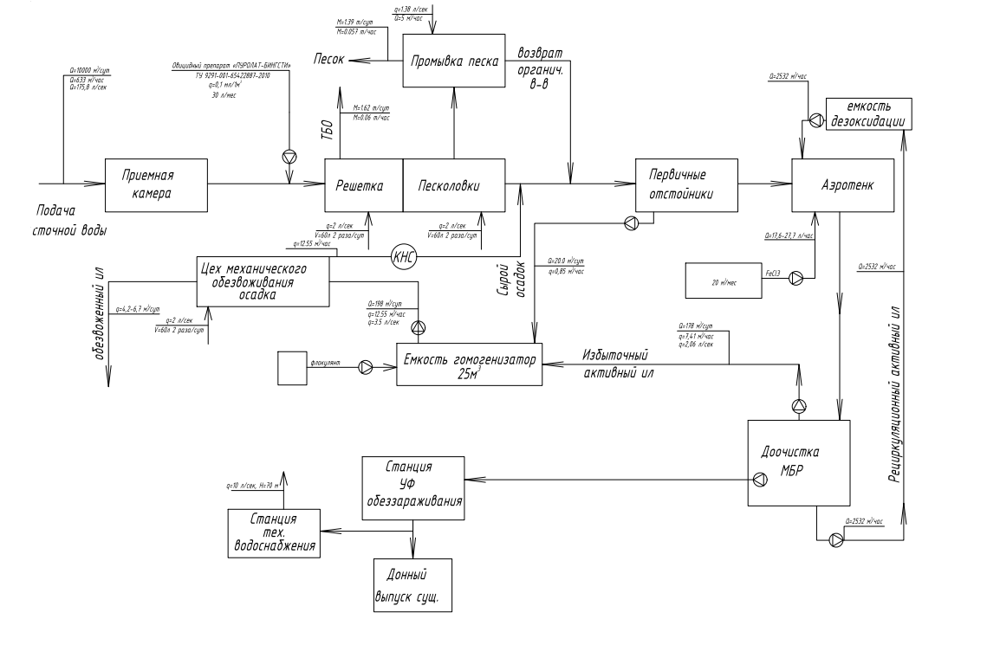 q=1.38 л/сек
Q=5 м³/час
M=1.39 т/сут
M=0.057 т/час
Песок
Промывка песка
возврат
органич.
в-в
Q=10000 м³/сут
Q=633 м³/час
Q=175,8 л/сек
Овицидный препарат «ПУРОЛАТ-БИНГСТИ»
ТУ 9291-001-65422887-2010
q=0,1 мл/1м³
30 л/мес
M=1.62 т/сут
M=0.06 т/час
ТБО
Q=2532 м³/час
емкость
дезоксидации
Приемная
камера
Решетка
Песколовки
Первичные
отстойники
Аэротенк
Подача
сточной воды
q=2 л/сек
V=60л 2 раза/сут
q=2 л/сек
V=60л 2 раза/сут
q=12.55 м³/час
КНС
Q=17,6-27,7 л/час
FeCl3
20 м³/мес
Q=2532 м³/час
Цех механического
обезвоживания
осадка
обезвоженный ил
q=4,2-6,7 м³/сут
q=2 л/сек
V=60л 2 раза/сут
Сырой
осадок
Q=20.0 м³/сут
q=0,85 м³/час
Q=198 м³/сут
q=12.55 м³/час
q=3.5 л/сек
флокулянт
Емкость гомогенизатор
25м³
Избыточный
активный ил
Q=178 м³/сут
q=7,41 м³/час
q=2,06 л/сек
Рециркуляционный активный ил
Доочистка
МБР
Q=2532 м³/час
Станция
УФ
обеззараживания
q=10 л/сек, H=70 м
Станция
тех.
водоснабжения
Донный
выпуск сущ.